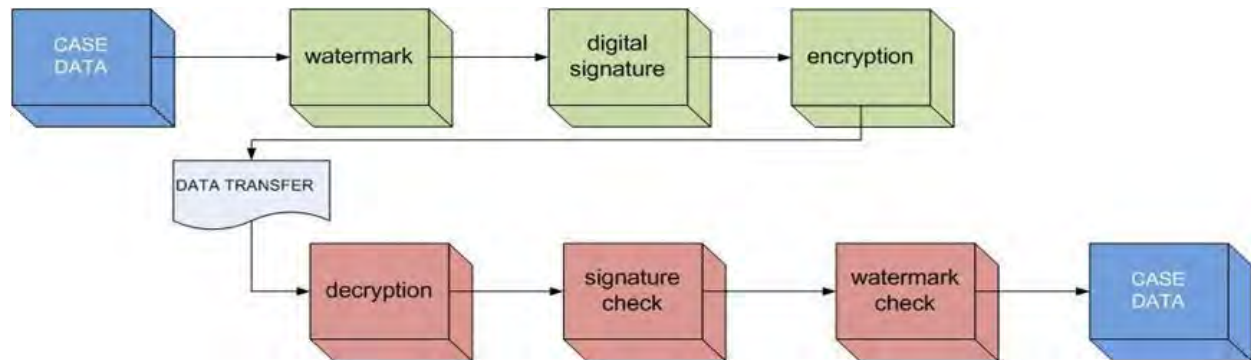 CASE
DATA
watermark
digital
signature
encryption
DATA TRANSFER
decryption
signature
check
watermark
check
CASE
DATA